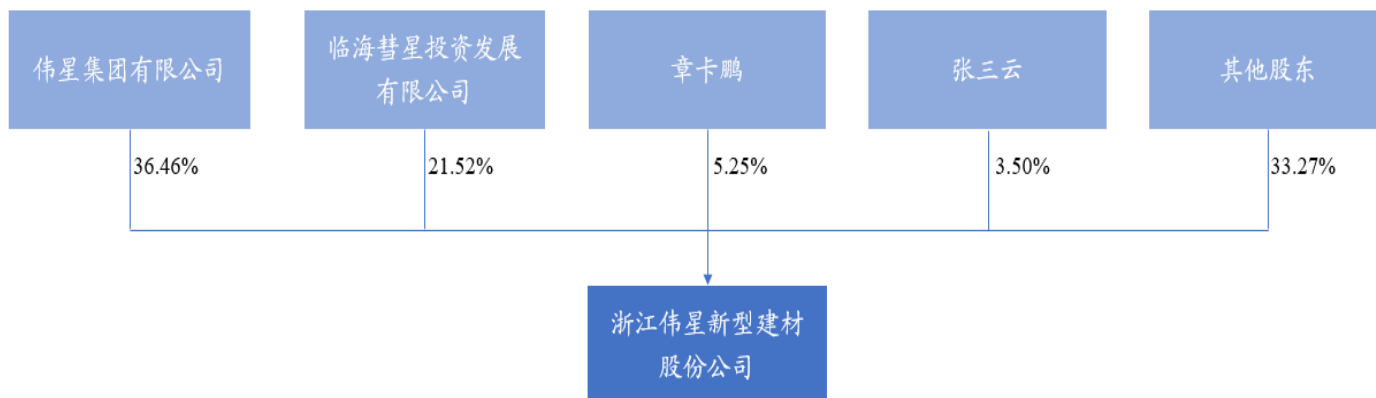 伟星集团有限公司
临海彗星投资发展
有限公司
章卡鹏
张三云
其他股东
36.46%
21.52%
5.25%
3.50%
33.27%
浙江伟星新型建材
股份公司